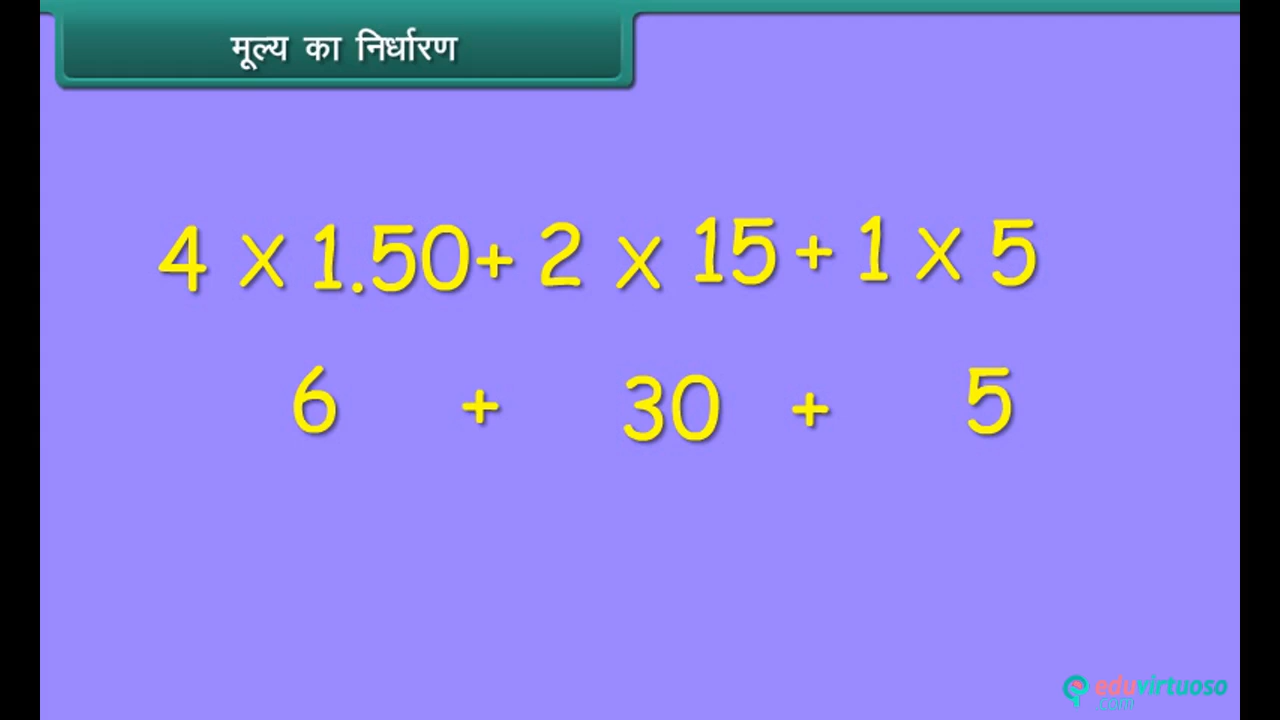 मूल्य का निर्धारण
4 x 1.50+ 2 x 15 + 1 x 5
6 + 30 + 5
eduvirtuoso
.com